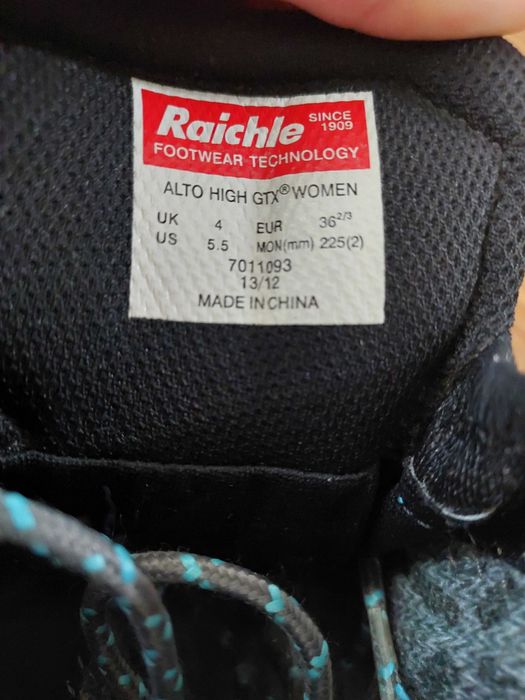 Raichle SINCE 1909
FOOTWEAR TECHNOLOGY
ALTO HIGH GTX® WOMEN
UK 4 EUR 36 2/3
US 5.5 MON(mm) 225(2)
7011093
13/12
MADE IN CHINA